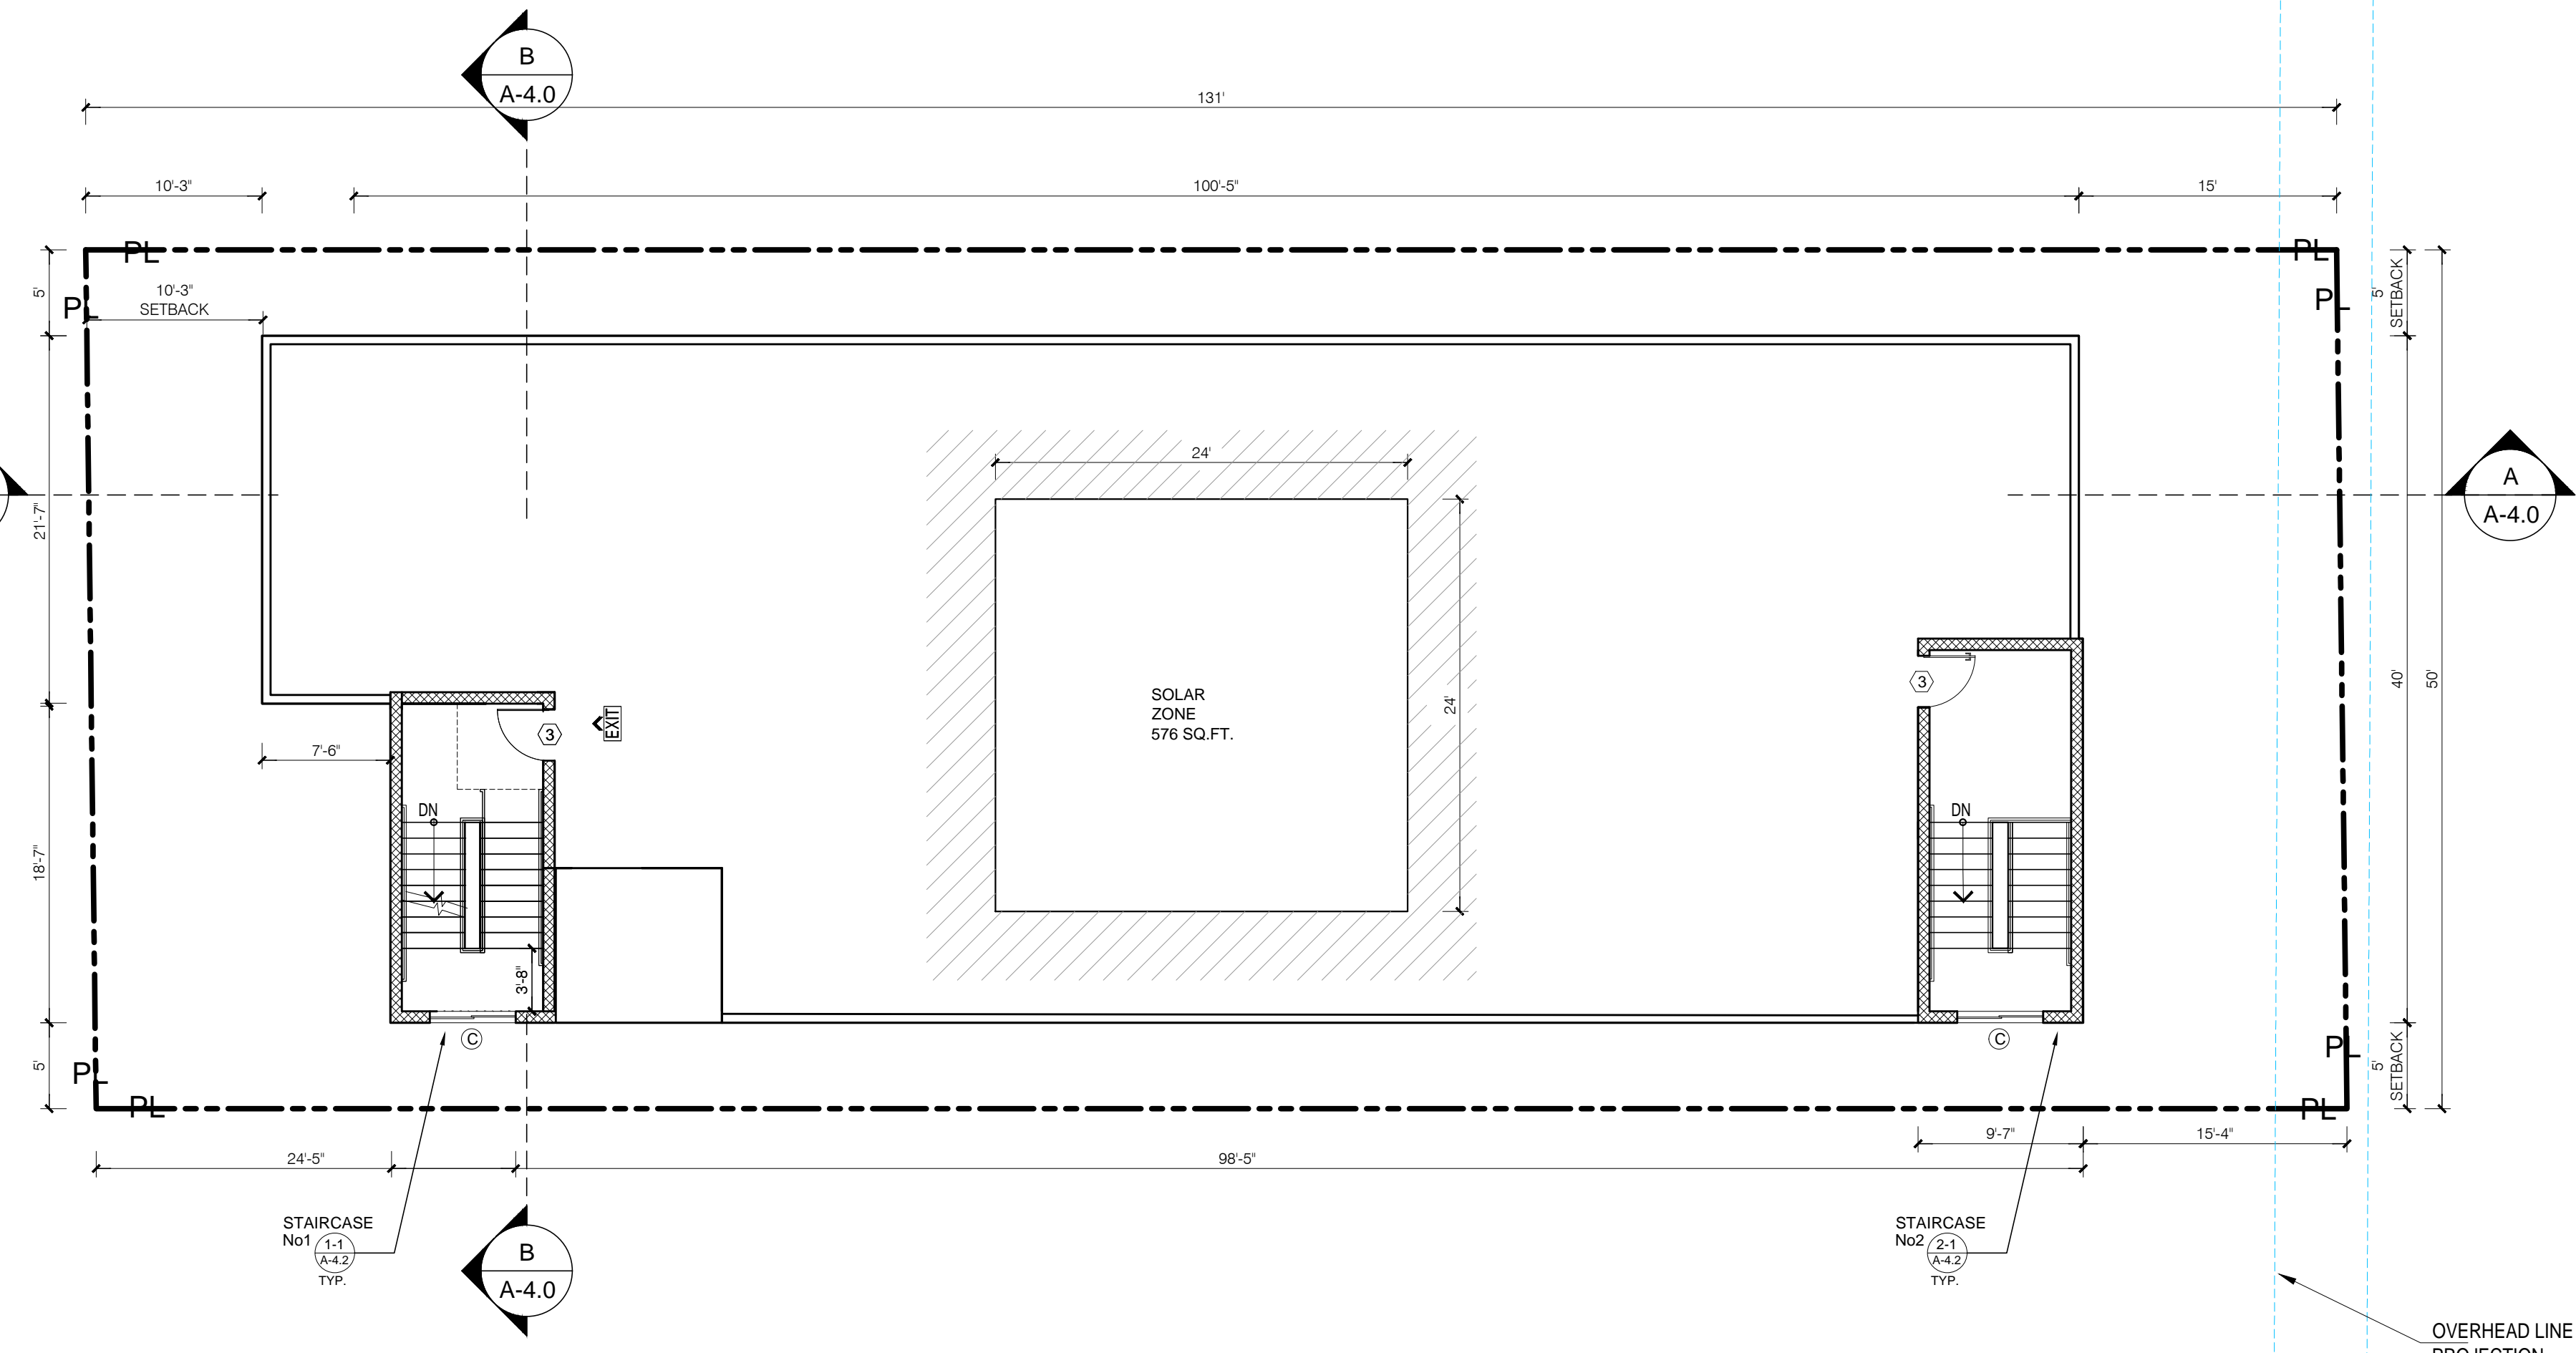 B
A-4.0
131'
10'-3"
100'-5"
15'
PL
PL
5'
10'-3"
SETBACK
PL
PL
5'
SETBACK
24'
A
A-4.0
21'-7"
24'
SOLAR
ZONE
576 SQ.FT.
3
3
EXIT
40'
50'
7'-6"
DN
DN
18'-7"
3'-8"
C
C
5'
PL
PL
5'
SETBACK
PL
PL
24'-5"
98'-5"
9'-7"
15'-4"
STAIRCASE
No1
1-1
A-4.2
TYP.
B
A-4.0
STAIRCASE
No2
2-1
A-4.2
TYP.
OVERHEAD LINE
PROJECTION